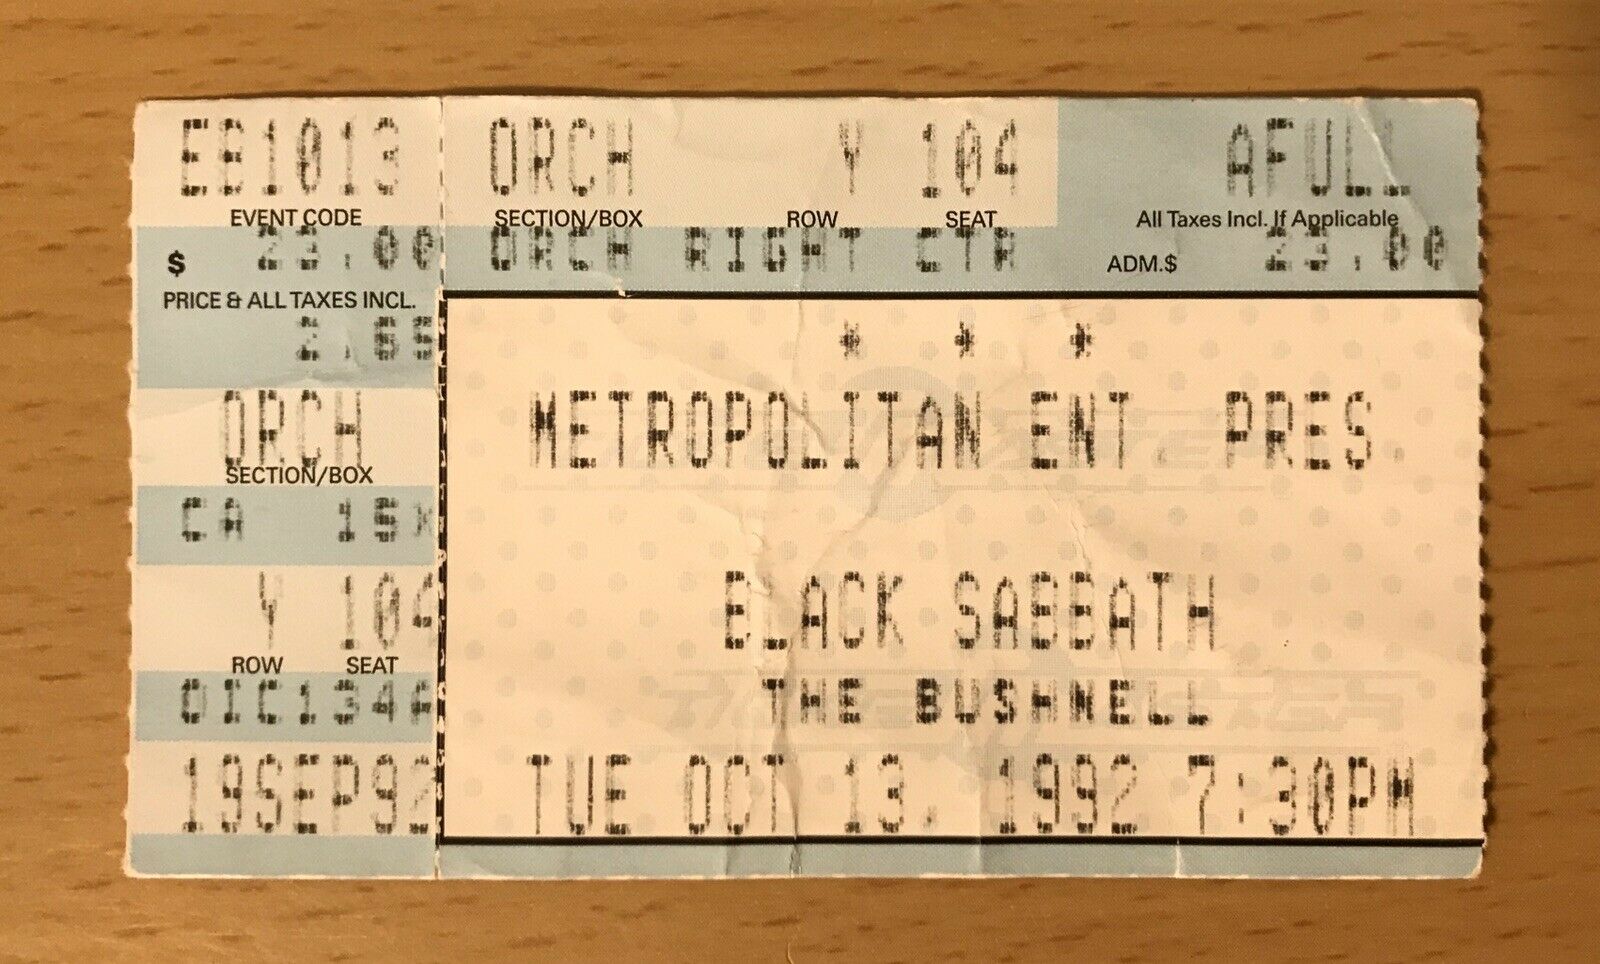 EB1013 ORCH Y 104 AFULL
EVENT CODE SECTION/BOX ROW SEAT All Taxes Incl. If Applicable
$ 23.00 ORCH RIGHT CTR ADM.$ 23.00
PRICE & ALL TAXES INCL.
2.65
* * *
ORCH
SECTION/BOX
METROPOLITAN ENT PRES.
CA 15X
Y 104
ROW SEAT
BLACK SABBATH
THE BUSHNELL
19SEP92
TUE OCT 13, 1992 7:30PM